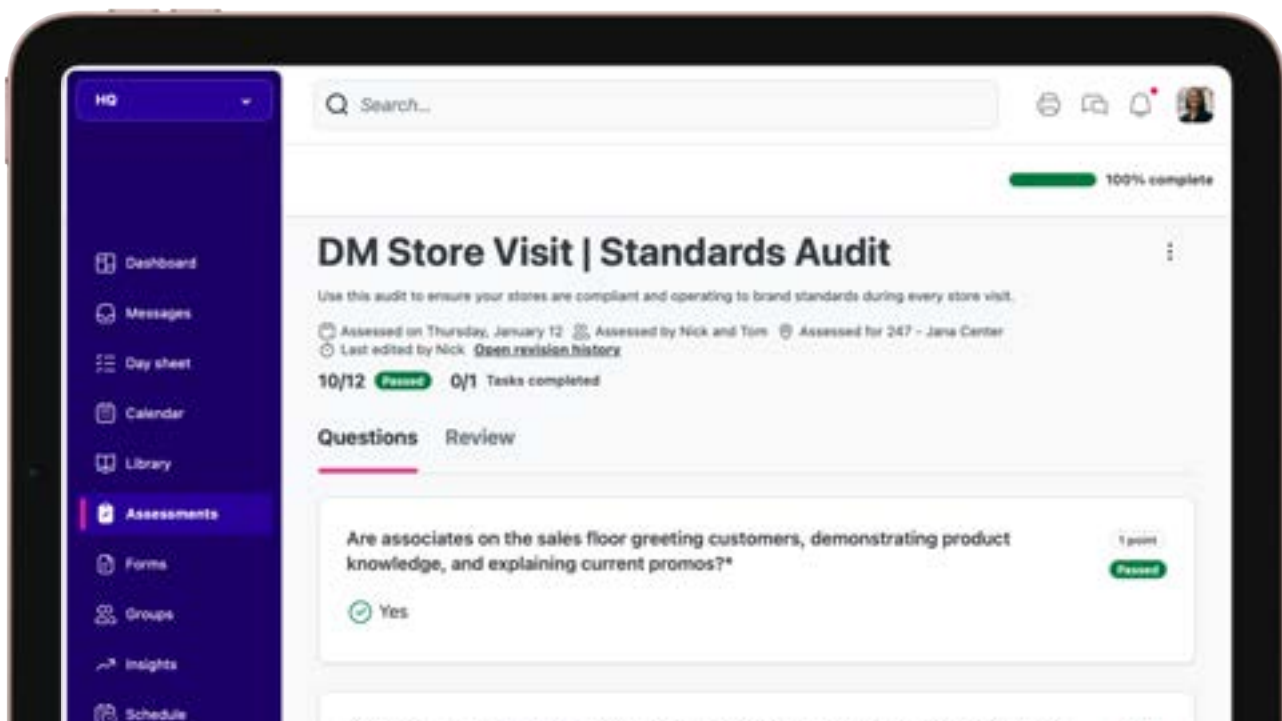 HQ
Search...
100% complete
Dashboard
Messages
Day sheet
Calendar
Library
Assessments
Forms
Groups
Insights
Schedule
DM Store Visit | Standards Audit
Use this audit to ensure your stores are compliant and operating to brand standards during every store visit.
Assessed on Thursday, January 12 Assessed by Nick and Tom Assessed for 247 - Jana Center
Last edited by Nick Open revision history
10/12 Passed 0/1 Tasks completed
Questions Review
Are associates on the sales floor greeting customers, demonstrating product
knowledge, and explaining current promos?*
1 point
Passed
Yes